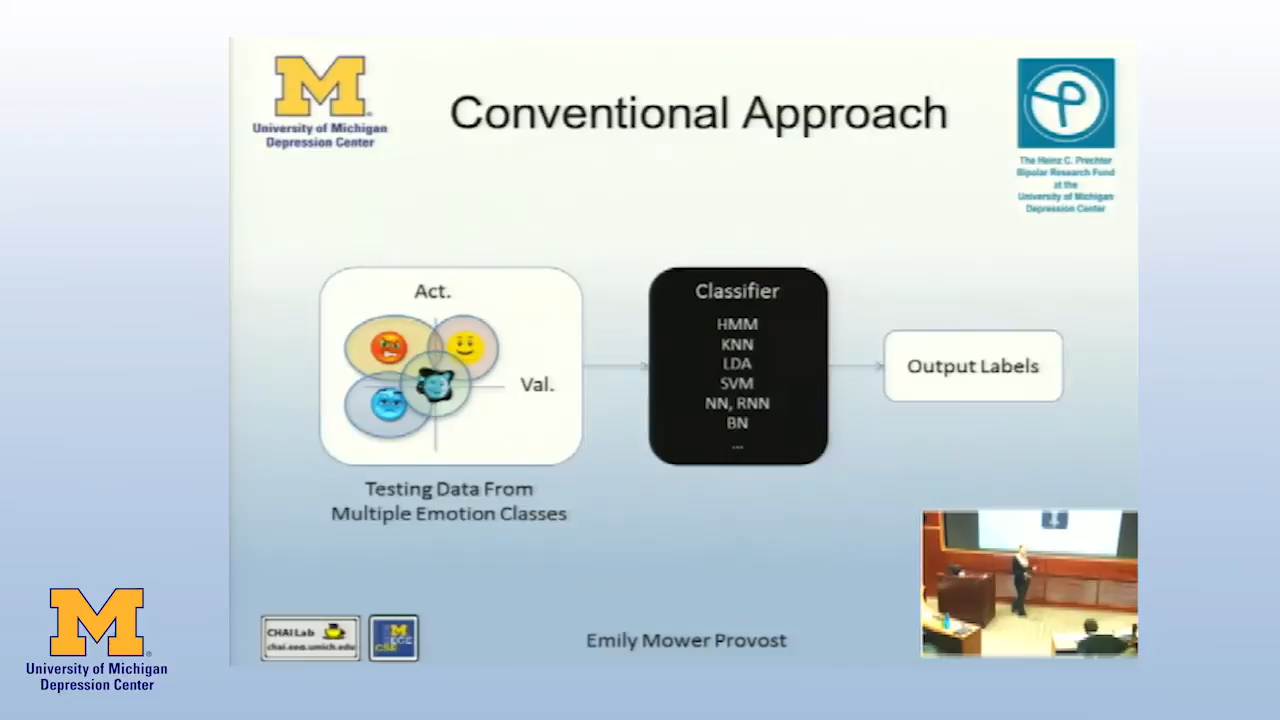 M
University of Michigan
Depression Center
Conventional Approach
P
The Heinz C. Prechter
Bipolar Research Fund
at the
University of Michigan
Depression Center
Act.
Val.
Testing Data From
Multiple Emotion Classes
Classifier
HMM
KNN
LDA
SVM
NN, RNN
BN
...
Output Labels
CHAI Lab
chai.eecs.umich.edu
M
ECE
CSE
Emily Mower Provost
M
University of Michigan
Depression Center